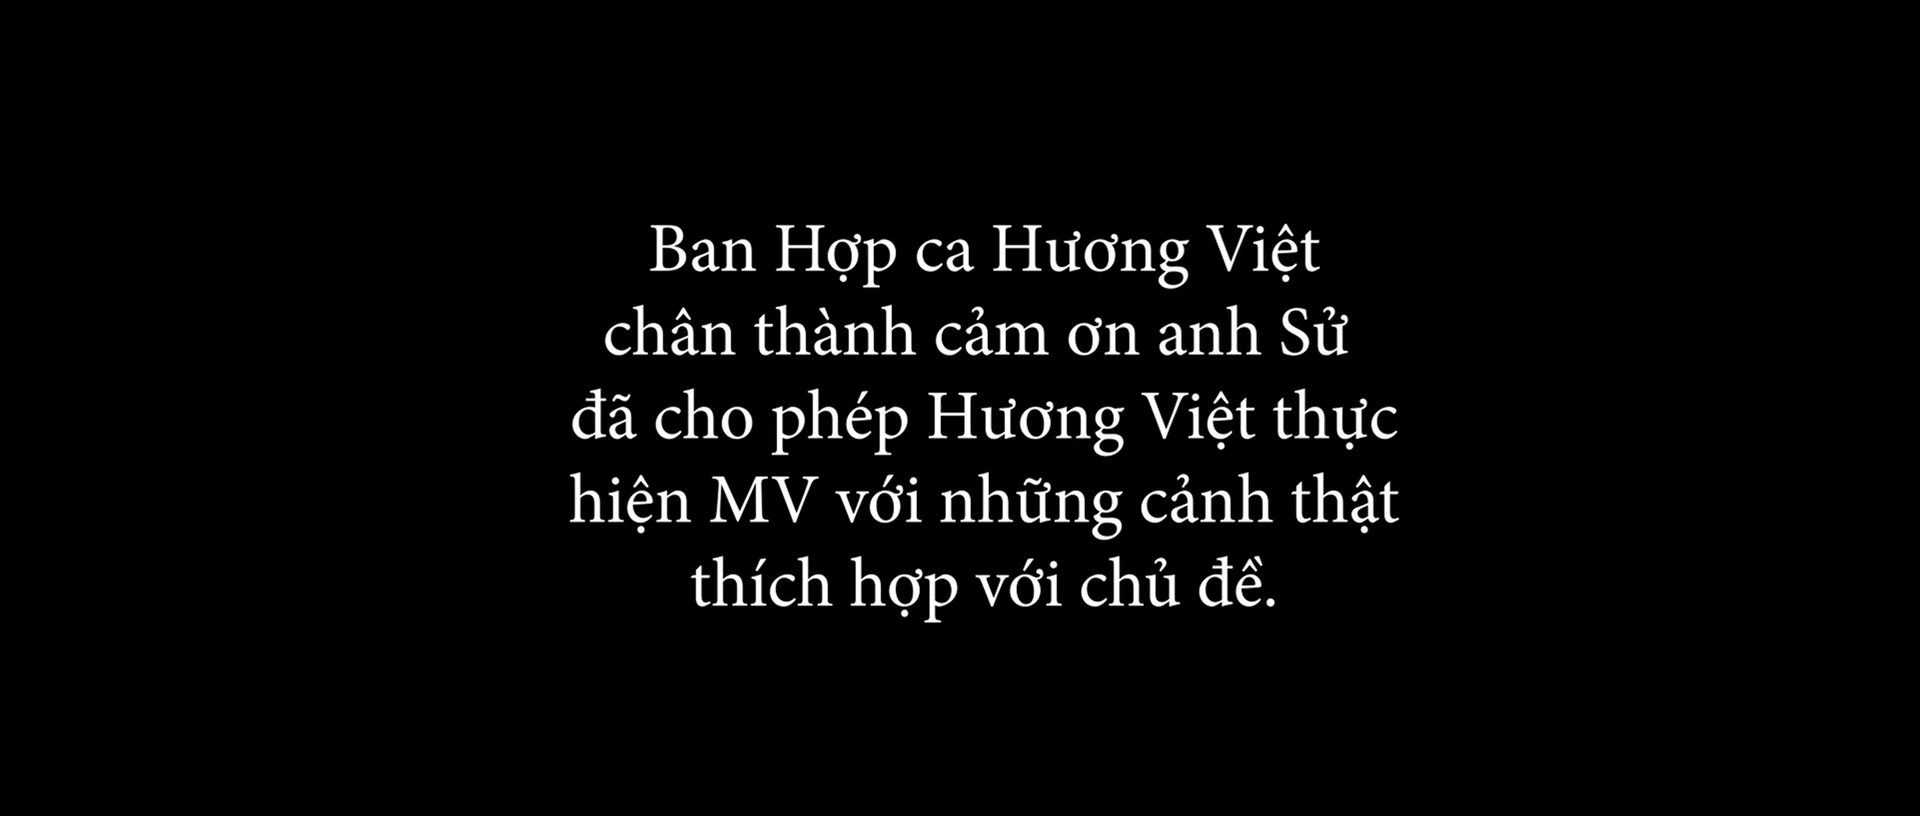 Ban Hợp ca Hương Việt
chân thành cảm ơn anh Sử
đã cho phép Hương Việt thực
hiện MV với những cảnh thật
thích hợp với chủ đề.